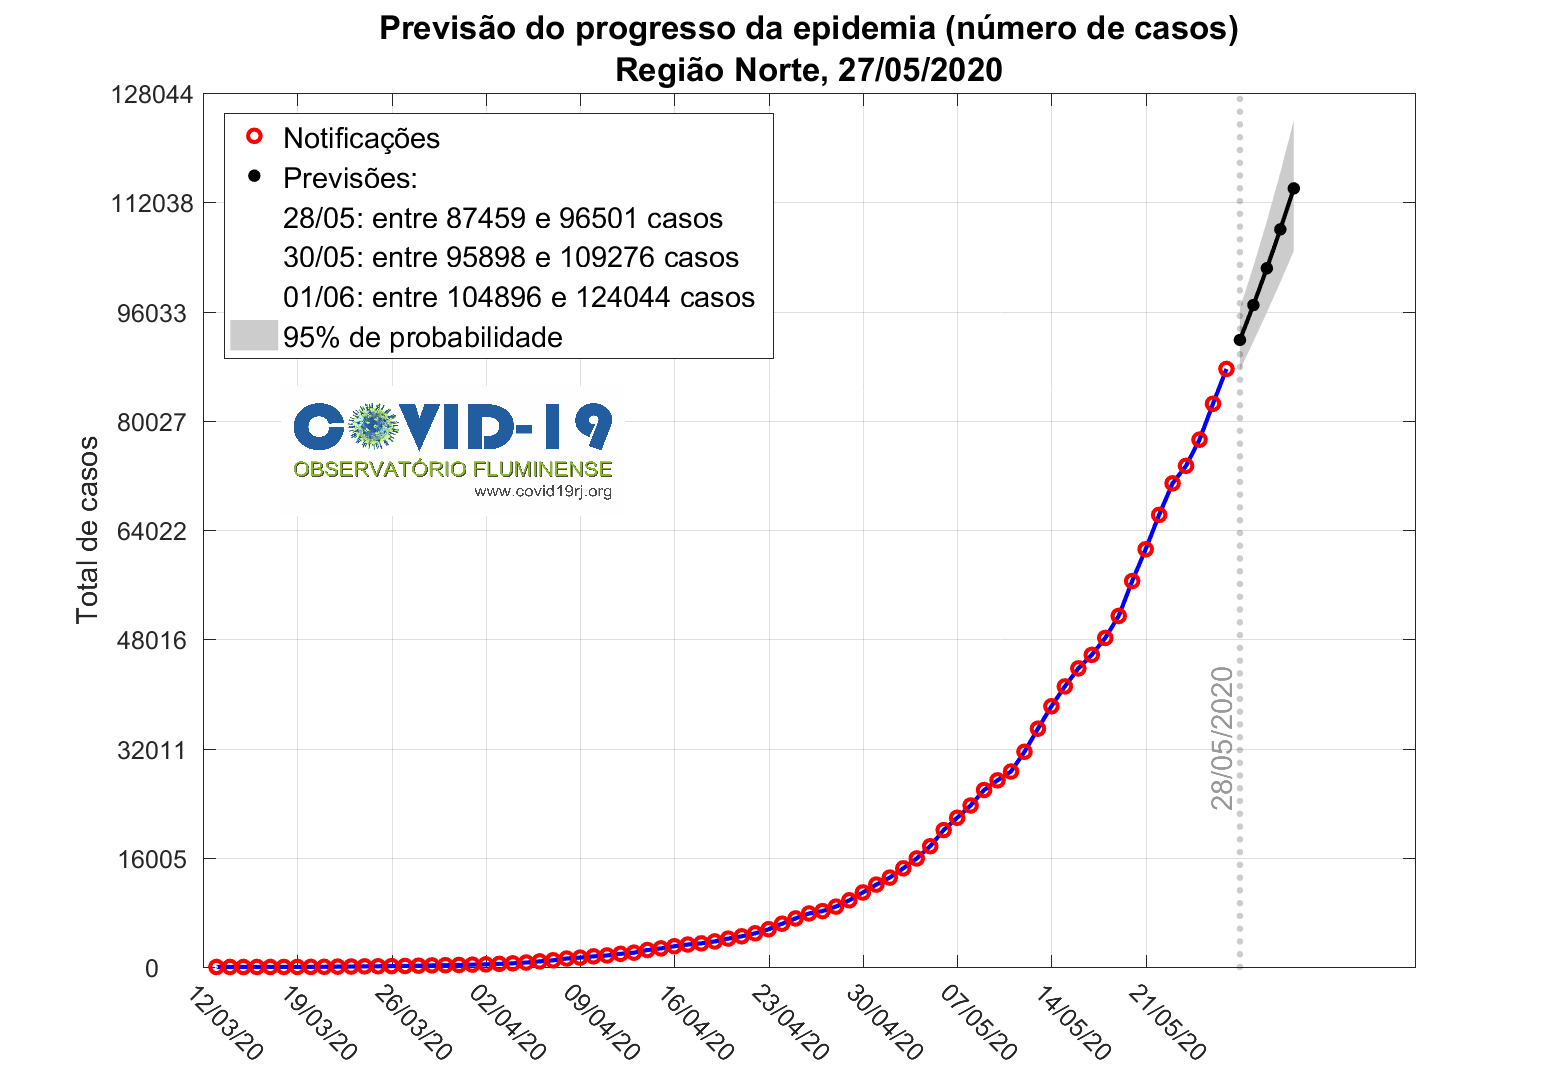 Previsão do progresso da epidemia (número de casos)
Região Norte, 27/05/2020
128044
112038
96033
80027
64022
48016
32011
16005
0
Total de casos
Notificações
Previsões:
28/05: entre 87459 e 96501 casos
30/05: entre 95898 e 109276 casos
01/06: entre 104896 e 124044 casos
95% de probabilidade
COVID-19
OBSERVATÓRIO FLUMINENSE
www.covid19rj.org
28/05/2020
12/03/20
19/03/20
26/03/20
02/04/20
09/04/20
16/04/20
23/04/20
30/04/20
07/05/20
14/05/20
21/05/20